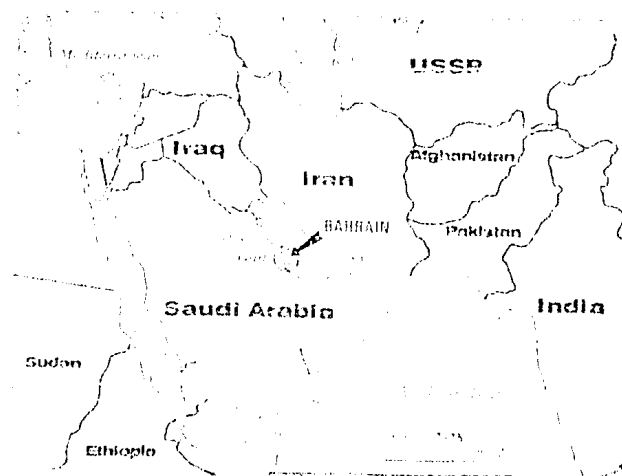 USSR
Iraq
Afghanistan
Iran
BAHRAIN
Pakistan
Saudi Arabia
India
Sudan
Ethiopia